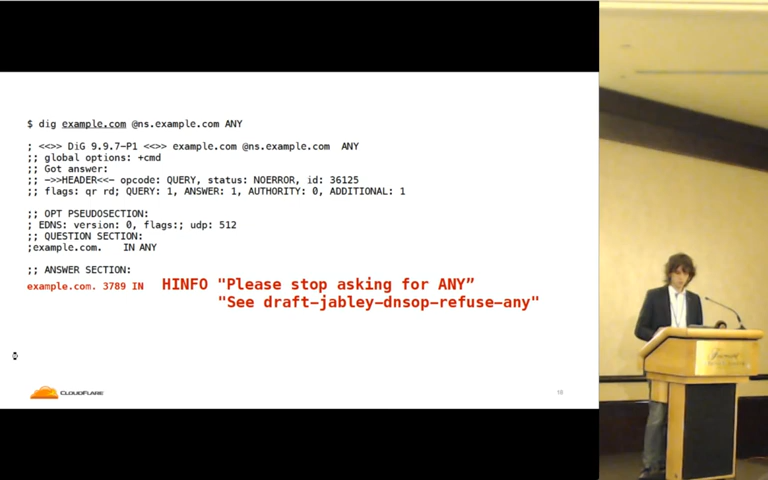 $ dig example.com @ns.example.com ANY
; <<>> DiG 9.9.7-P1 <<>> example.com @ns.example.com ANY
;; global options: +cmd
;; Got answer:
;; ->>HEADER<<- opcode: QUERY, status: NOERROR, id: 36125
;; flags: qr rd; QUERY: 1, ANSWER: 1, AUTHORITY: 0, ADDITIONAL: 1
;; OPT PSEUDOSECTION:
; EDNS: version: 0, flags:; udp: 512
;; QUESTION SECTION:
;example.com. IN ANY
;; ANSWER SECTION:
example.com. 3789 IN HINFO "Please stop asking for ANY”
"See draft-jabley-dnsop-refuse-any"
CLOUDFLARE